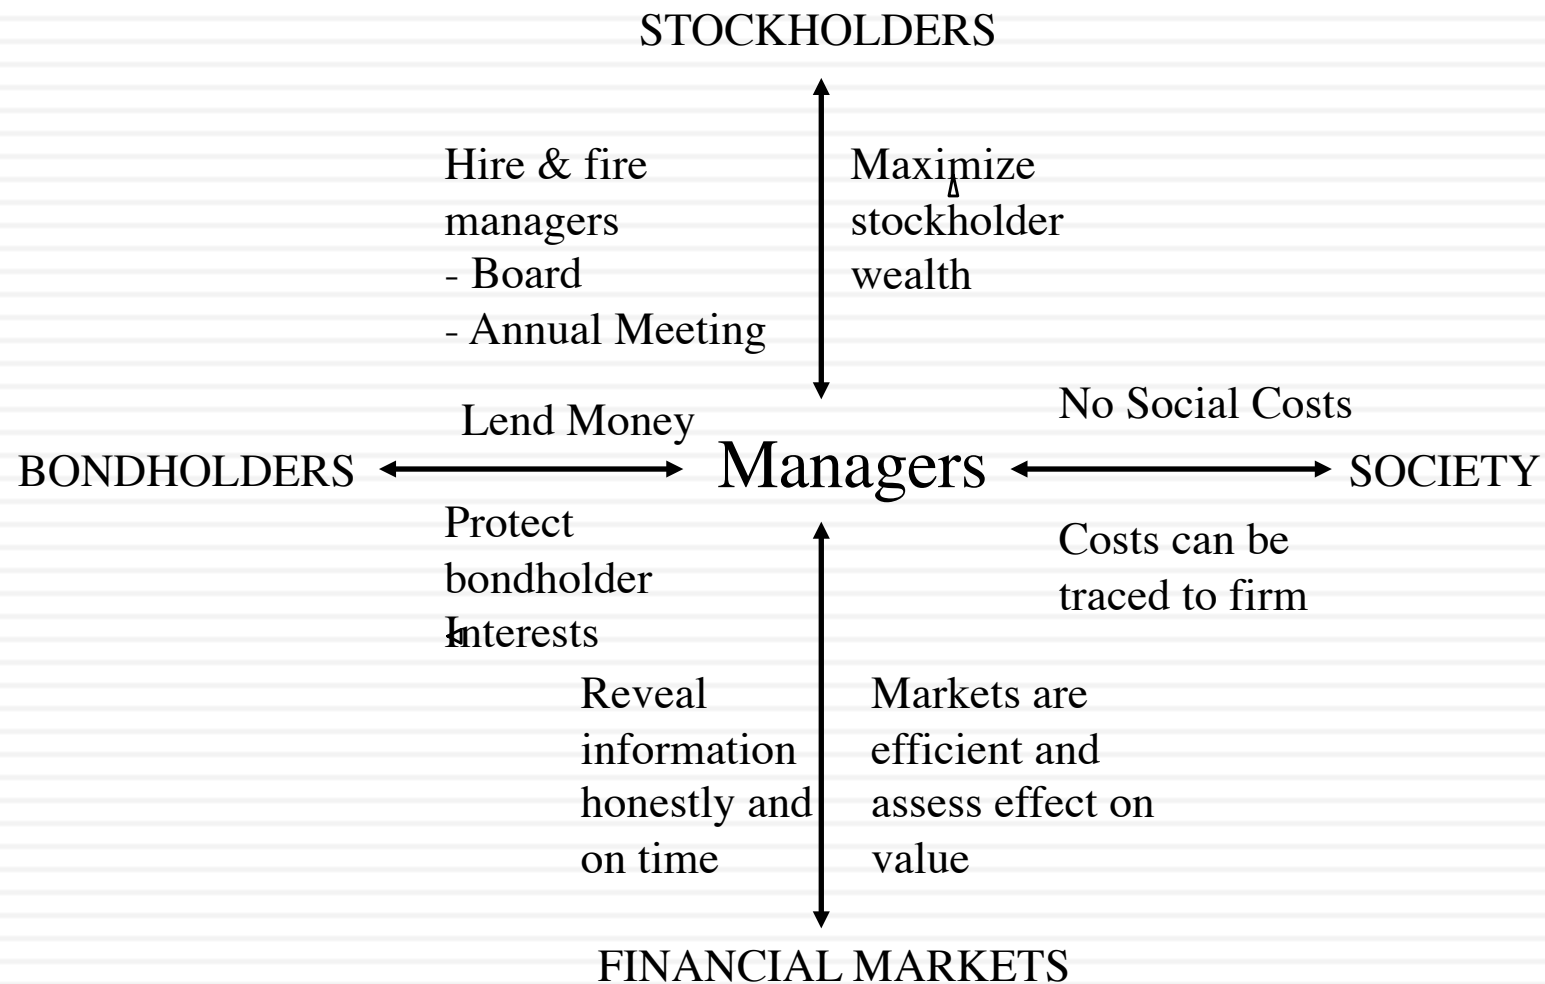 STOCKHOLDERS
Hire & fire
managers
- Board
- Annual Meeting
Maximize
stockholder
wealth
No Social Costs
Lend Money
BONDHOLDERS
Managers
SOCIETY
Protect
bondholder
Interests
Costs can be
traced to firm
Reveal
information
honestly and
on time
Markets are
efficient and
assess effect on
value
FINANCIAL MARKETS